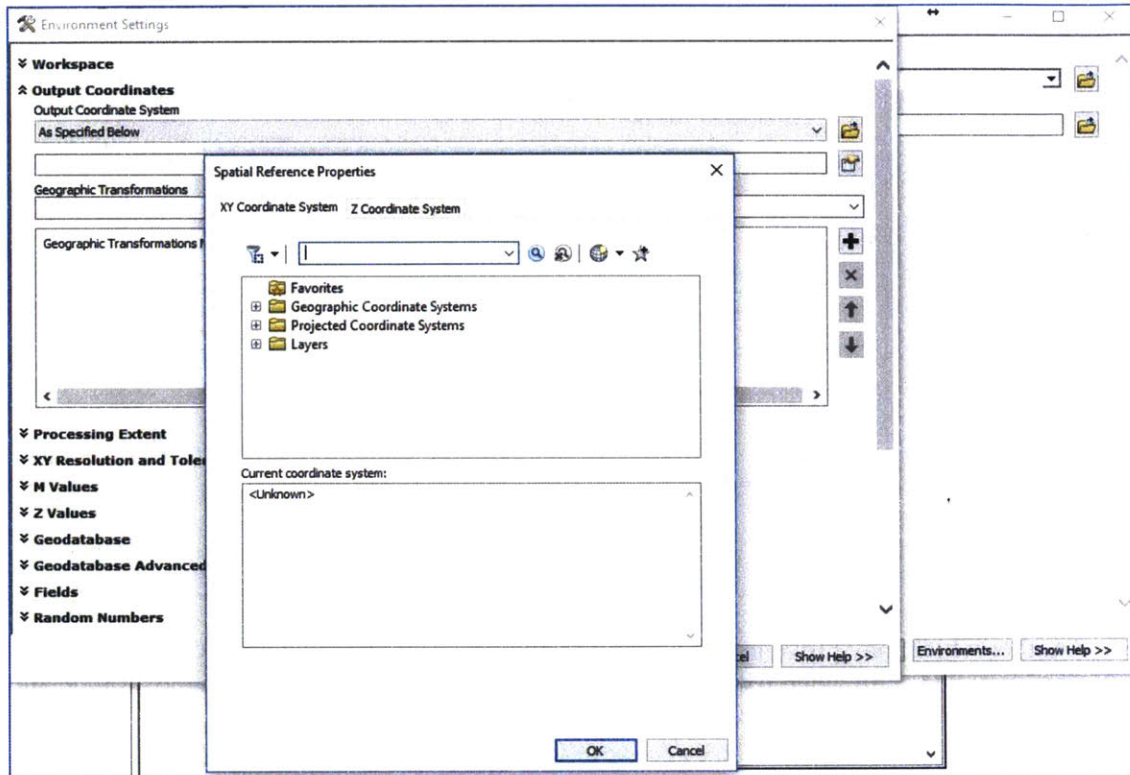 Environment Settings
Workspace
Output Coordinates
Output Coordinate System
As Specified Below
Geographic Transformations
Geographic Transformations
Spatial Reference Properties
XY Coordinate System
Z Coordinate System
Favorites
Geographic Coordinate Systems
Projected Coordinate Systems
Layers
Current coordinate system:
<Unknown>
OK
Cancel
Processing Extent
XY Resolution and
M Values
Z Values
Geodatabase
Geodatabase Advanced
Fields
Random Numbers
Show Help >>
Environments...
Show Help >>